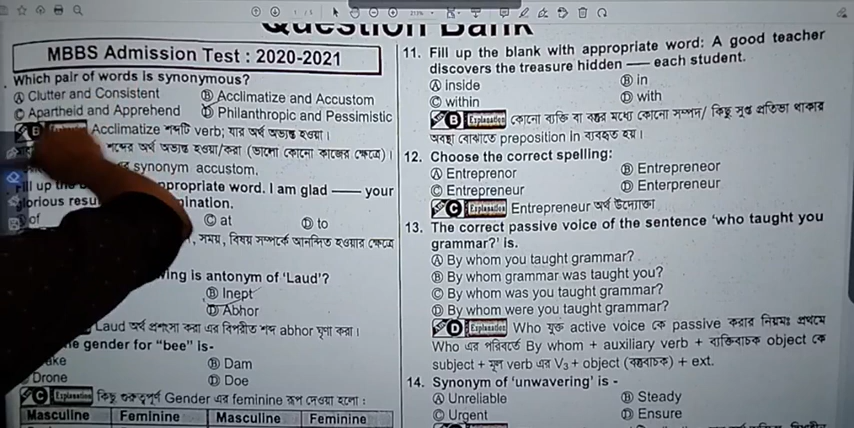 Question Bank
MBBS Admission Test : 2020-2021
Which pair of words is synonymous?
Ⓐ Clutter and Consistent Ⓑ Acclimatize and Accustom
Ⓒ Apartheid and Apprehend Ⓓ Philanthropic and Pessimistic
Ⓑ Acclimatize শব্দটি verb; যার অর্থ অভ্যস্ত হওয়া।
শব্দের অর্থ অভ্যস্ত হওয়া/করা (ভালো কোনো কাজের ক্ষেত্রে)।
synonym accustom.
Fill up the appropriate word. I am glad —— your
glorious
of Ⓒ at Ⓓ to
সময়, বিষয় সম্পর্কে আনন্দিত হওয়ার ক্ষেত্রে
is antonym of 'Laud'?
Ⓑ Inept
Ⓓ Abhor
Laud অর্থ প্রশংসা করা এর বিপরীত শব্দ abhor ঘৃণা করা।
gender for "bee" is-
Ⓑ Dam
Drone Ⓓ Doe
Ⓒ Explanation কিছু গুরুত্বপূর্ণ Gender এর feminine রূপ দেওয়া হলো :
Masculine Feminine Masculine Feminine
11. Fill up the blank with appropriate word: A good teacher
discovers the treasure hidden —— each student.
Ⓐ inside Ⓑ in
Ⓒ within Ⓓ with
Ⓑ Explanation কোনো ব্যক্তি বা বস্তুর মধ্যে কোনো সম্পদ/ কিছু সুপ্ত প্রতিভা থাকার
অবস্থা বোঝাতে preposition in ব্যবহৃত হয়।
12. Choose the correct spelling:
Ⓐ Entreprenor Ⓑ Entrepreneor
Ⓒ Entrepreneur Ⓓ Enterpreneur
Ⓒ Explanation Entrepreneur অর্থ উদ্যোক্তা
13. The correct passive voice of the sentence 'who taught you
grammar?' is.
Ⓐ By whom you taught grammar?
Ⓑ By whom grammar was taught you?
Ⓒ By whom was you taught grammar?
Ⓓ By whom were you taught grammar?
Ⓓ Explanation Who যুক্ত active voice কে passive করার নিয়মঃ প্রথমে
Who এর পরিবর্তে By whom + auxiliary verb + ব্যক্তিবাচক object কে
subject + মূল verb এর V₃ + object (বস্তুবাচক) + ext.
14. Synonym of 'unwavering' is -
Ⓐ Unreliable Ⓑ Steady
Ⓒ Urgent Ⓓ Ensure